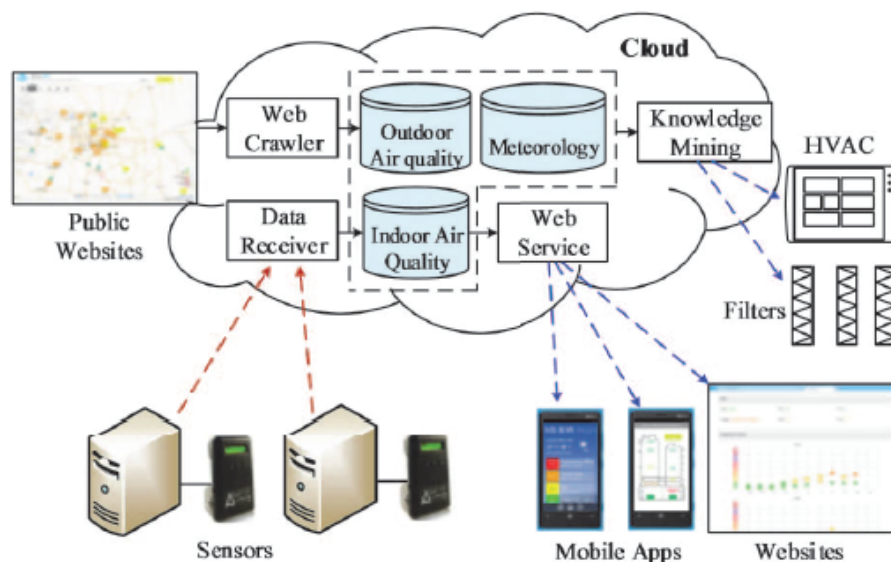 Cloud
Web
Crawler
Outdoor
Air quality
Meteorology
Knowledge
Mining
HVAC
Public
Websites
Data
Receiver
Indoor Air
Quality
Web
Service
Filters
Sensors
Mobile Apps
Websites